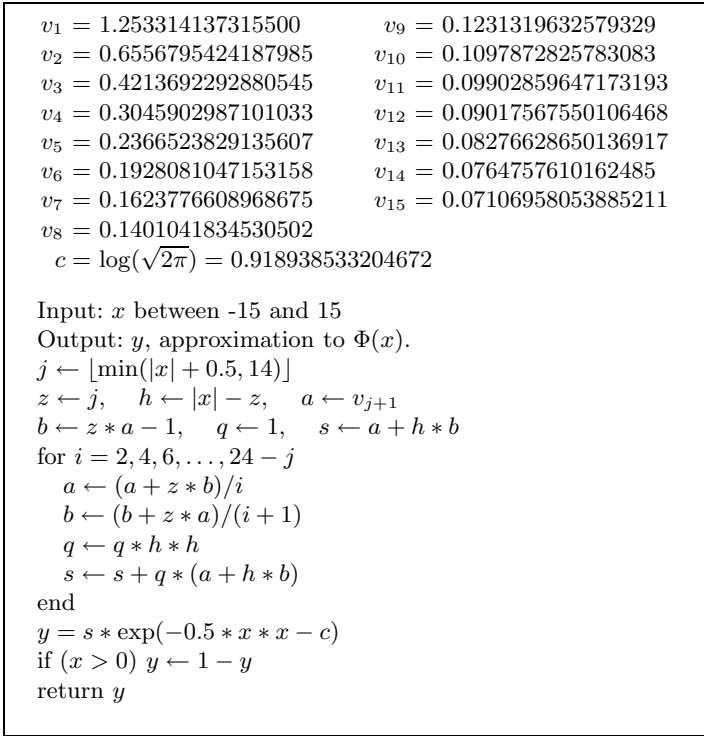 v₁ = 1.253314137315500 v₉ = 0.1231319632579329
v₂ = 0.6556795424187985 v₁₀ = 0.1097872825783083
v₃ = 0.4213692292880545 v₁₁ = 0.09902859647173193
v₄ = 0.3045902987101033 v₁₂ = 0.09017567550106468
v₅ = 0.2366523829135607 v₁₃ = 0.08276628650136917
v₆ = 0.1928081047153158 v₁₄ = 0.0764757610162485
v₇ = 0.1623776608968675 v₁₅ = 0.07106958053885211
v₈ = 0.1401041834530502
c = log(√2π) = 0.918938533204672
Input: x between -15 and 15
Output: y, approximation to Φ(x).
j ← ⌊min(|x| + 0.5, 14)⌋
z ← j, h ← |x| − z, a ← vⱼ₊₁
b ← z ∗ a − 1, q ← 1, s ← a + h ∗ b
for i = 2, 4, 6, . . . , 24 − j
a ← (a + z ∗ b)/i
b ← (b + z ∗ a)/(i + 1)
q ← q ∗ h ∗ h
s ← s + q ∗ (a + h ∗ b)
end
y = s ∗ exp(−0.5 ∗ x ∗ x − c)
if (x > 0) y ← 1 − y
return y